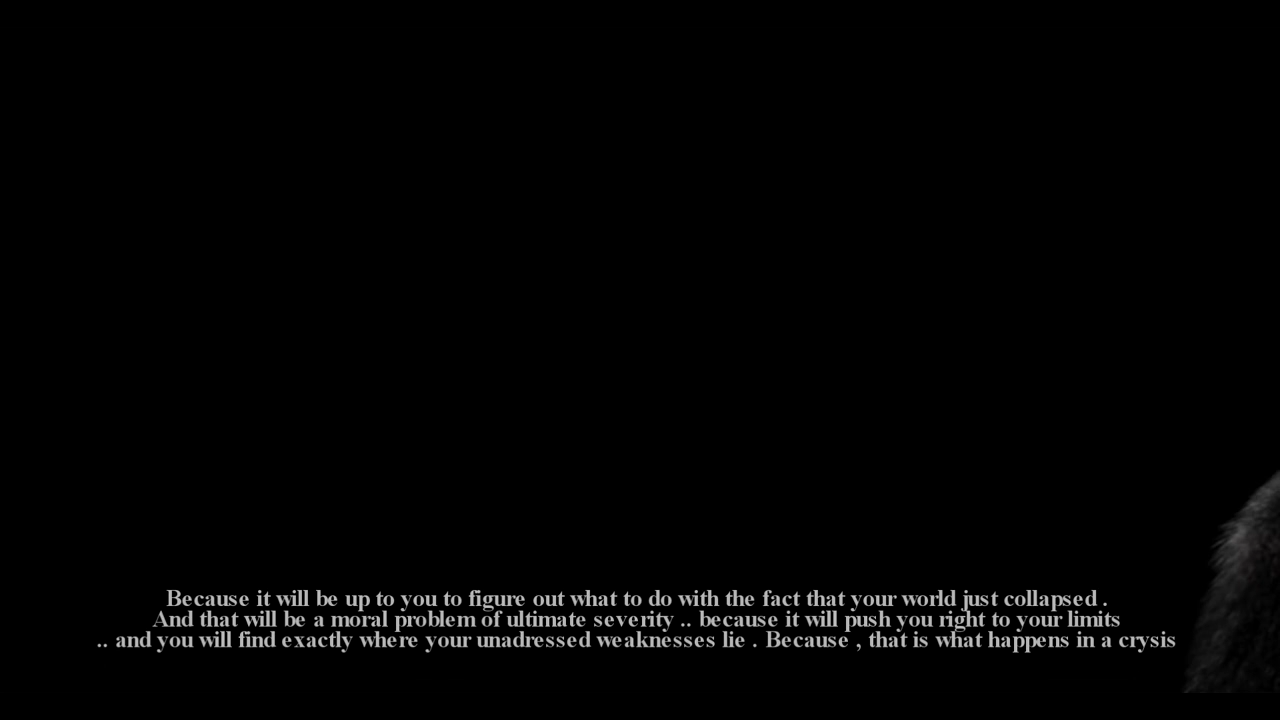 Because it will be up to you to figure out what to do with the fact that your world just collapsed .
And that will be a moral problem of ultimate severity .. because it will push you right to your limits
.. and you will find exactly where your unadressed weaknesses lie . Because , that is what happens in a crysis